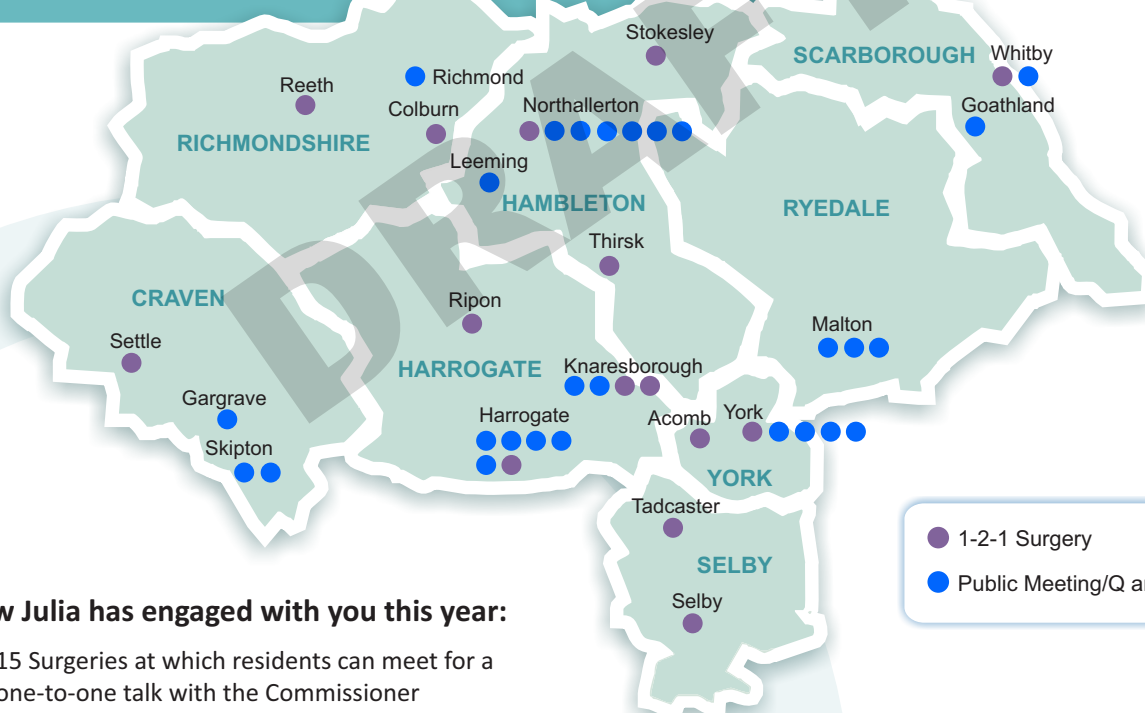 Stokesley
SCARBOROUGH
Whitby
Reeth
Richmond
Colburn
Northallerton
Goathland
RICHMONDSHIRE
Leeming
HAMBLETON
RYEDALE
Thirsk
CRAVEN
Ripon
Settle
Malton
HARROGATE
Knaresborough
Gargrave
Harrogate
Acomb
York
Skipton
YORK
Tadcaster
1-2-1 Surgery
SELBY
Public Meeting/Q
Selby
Julia has engaged with you this year:
15 Surgeries at which residents can meet for a
one-to-one talk with the Commissioner